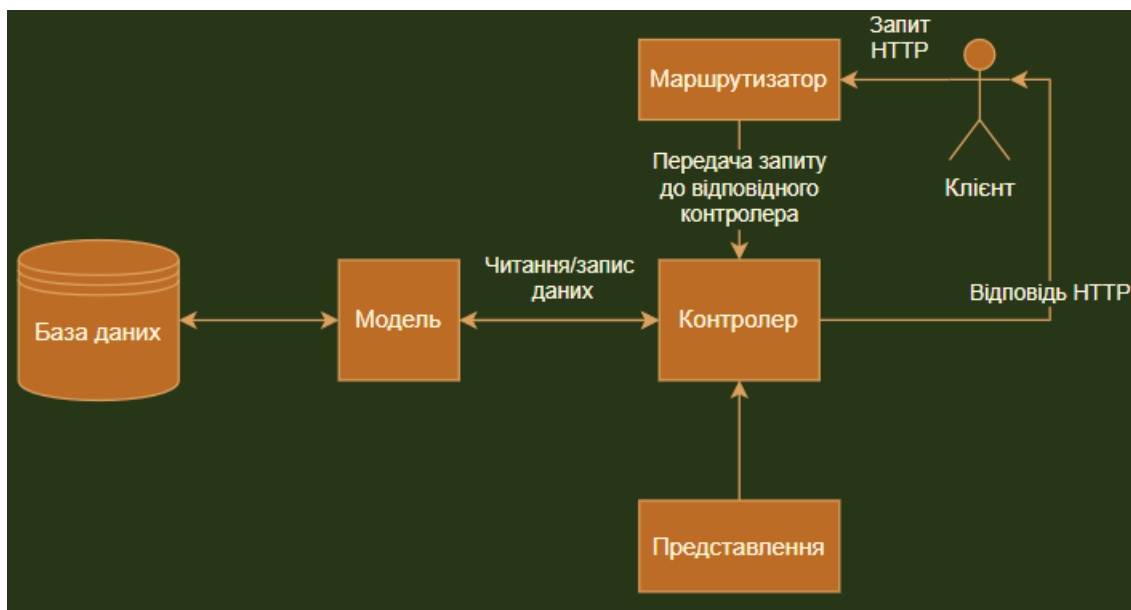 Запит
HTTP
Маршрутизатор
Передача запиту
до відповідного
контролера
Клієнт
Читання/запис
даних
Відповідь HTTP
База даних
Модель
Контролер
Представлення